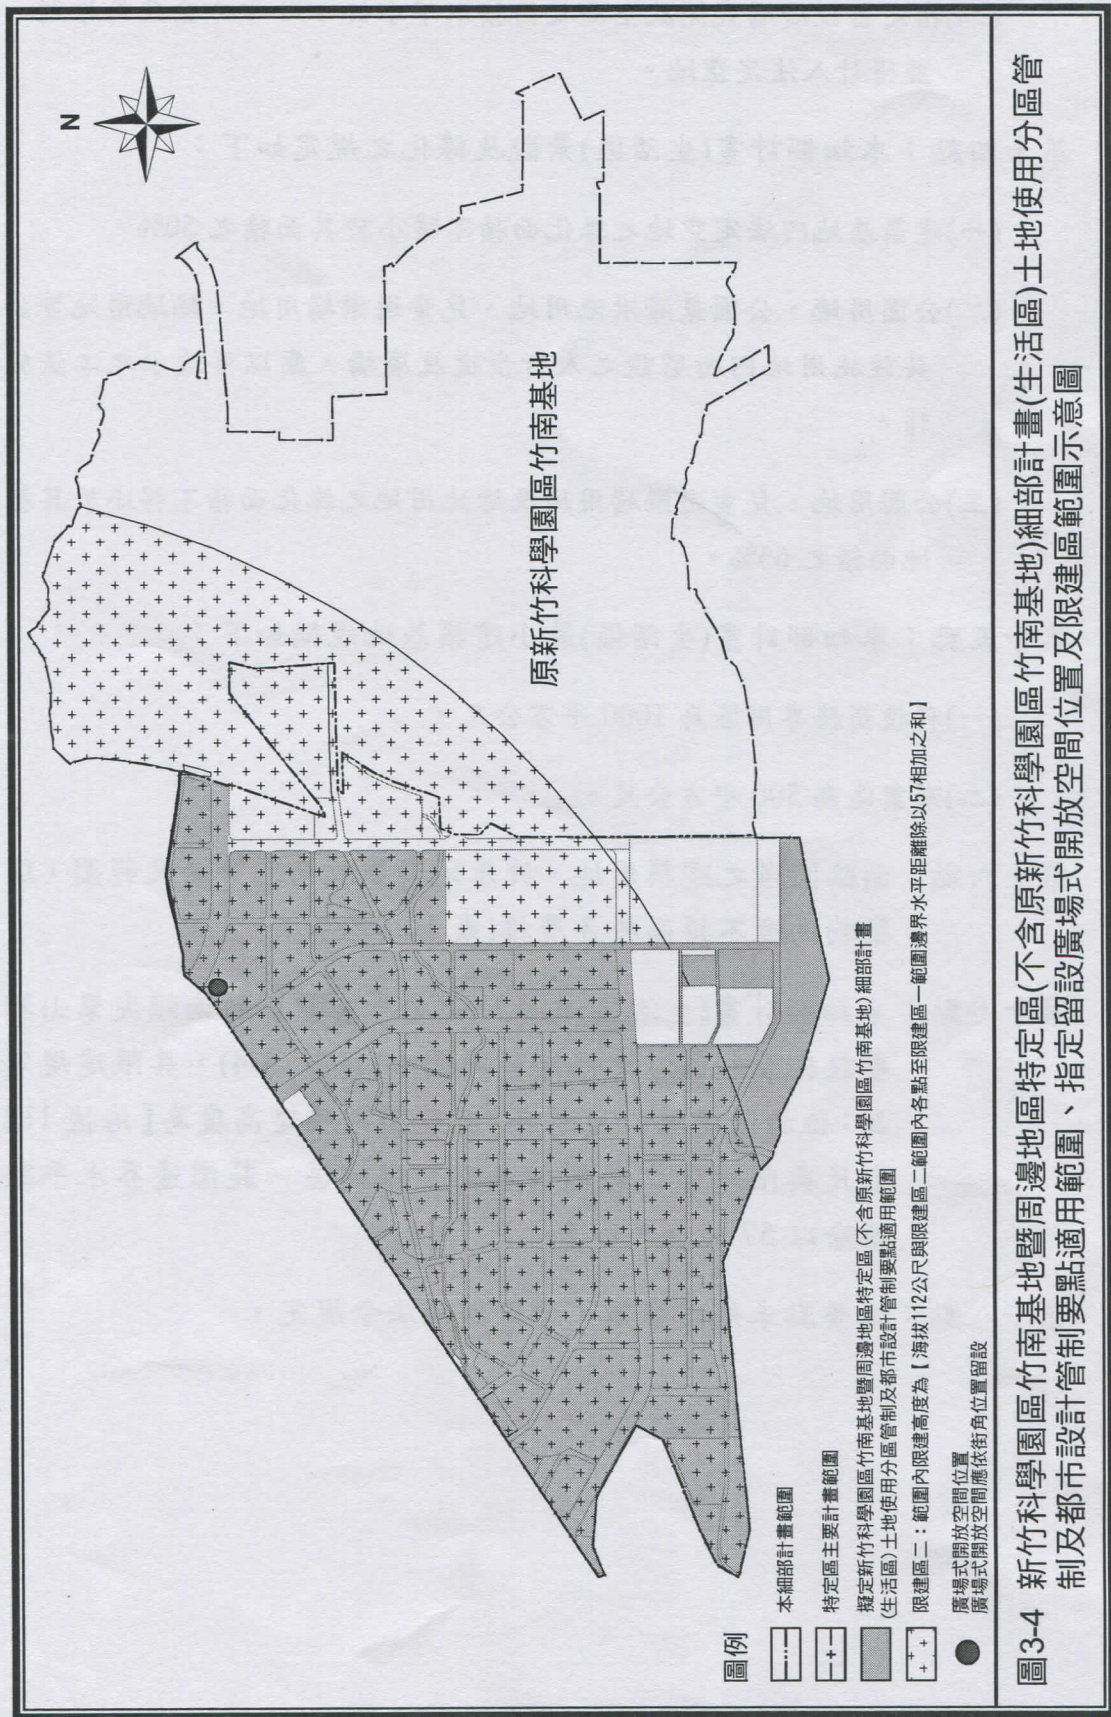 N
原新竹科學園區竹南基地
圖例
本細部計畫範圍
特定區主要計畫範圍
擬定新竹科學園區竹南基地暨周邊地區特定區(不含原新竹科學園區竹南基地)細部計畫
(生活區)土地使用分區管制及都市設計管制要點適用範圍
限建區二：範圍內限建高度為【海拔112公尺與限建區二範圍內各點至限建區一範圍邊界水平距離除以57相加之和】
廣場式開放空間位置
廣場式開放空間應依街角位置留設
圖3-4 新竹科學園區竹南基地暨周邊地區特定區(不含原新竹科學園區竹南基地)細部計畫(生活區)土地使用分區管
制及都市設計管制要點適用範圍、指定留設廣場式開放空間位置及限建區範圍示意圖